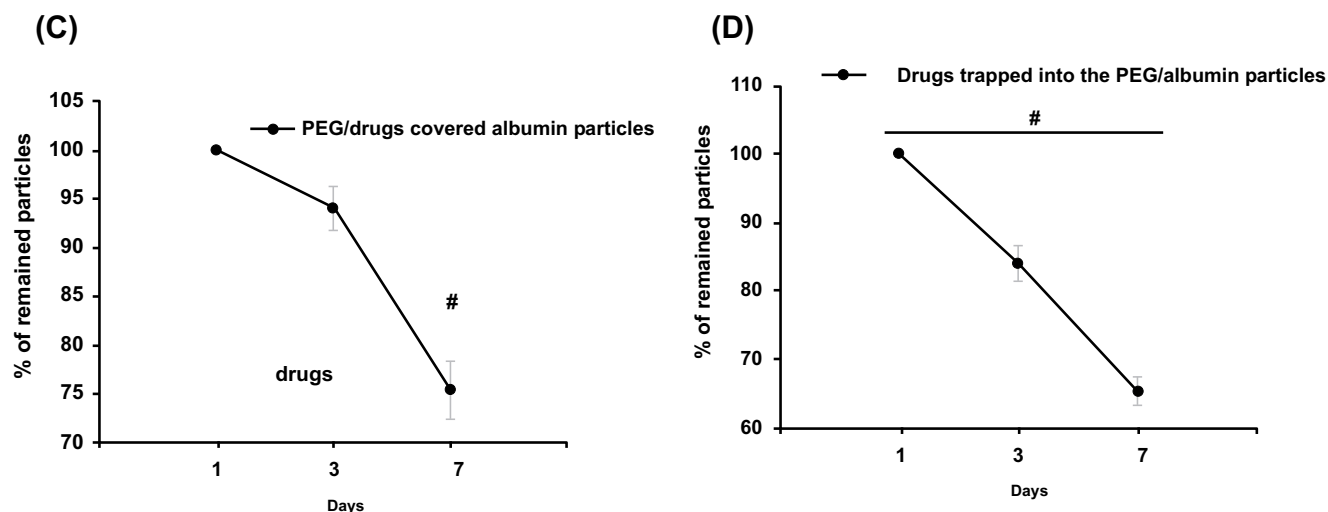 (C)
105
100
95
90
85
80
75
70
% of remained particles
PEG/drugs covered albumin particles
#
drugs
1 3 7
Days
(D)
Drugs trapped into the PEG/albumin particles
110
100
90
80
70
60
% of remained particles
#
1 3 7
Days